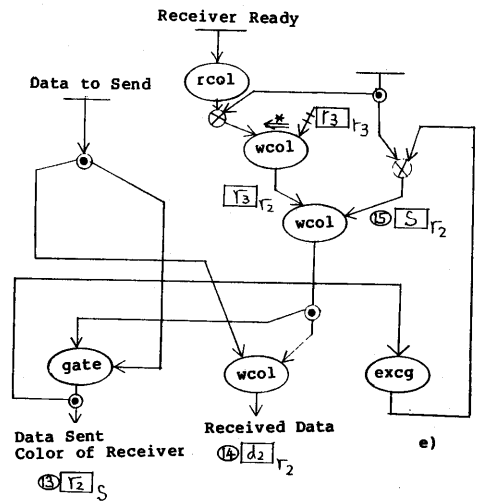 Receiver Ready
Data to Send
rcol
*
r3 r3
wcol
r3 r2
wcol
15 S r2
gate
wcol
excg
Data Sent
Color of Receiver
13 r2 S
Received Data
14 d2 r2
e)